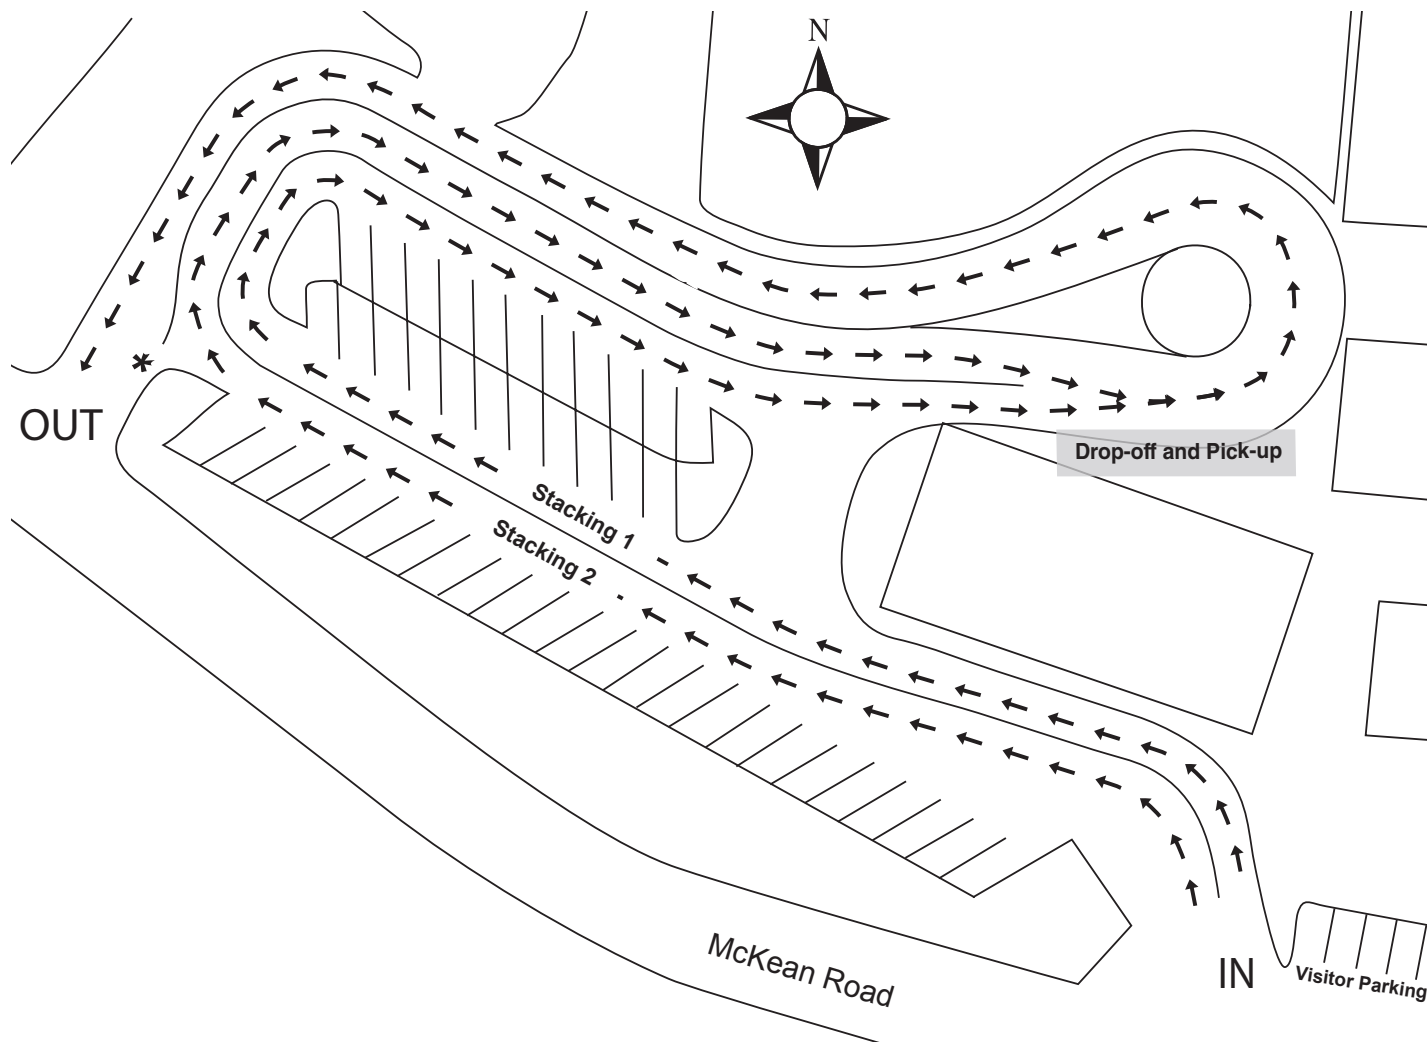 N
OUT
*
Drop-off and Pick-up
Stacking 1
Stacking 2
McKean Road
IN
Visitor Parking